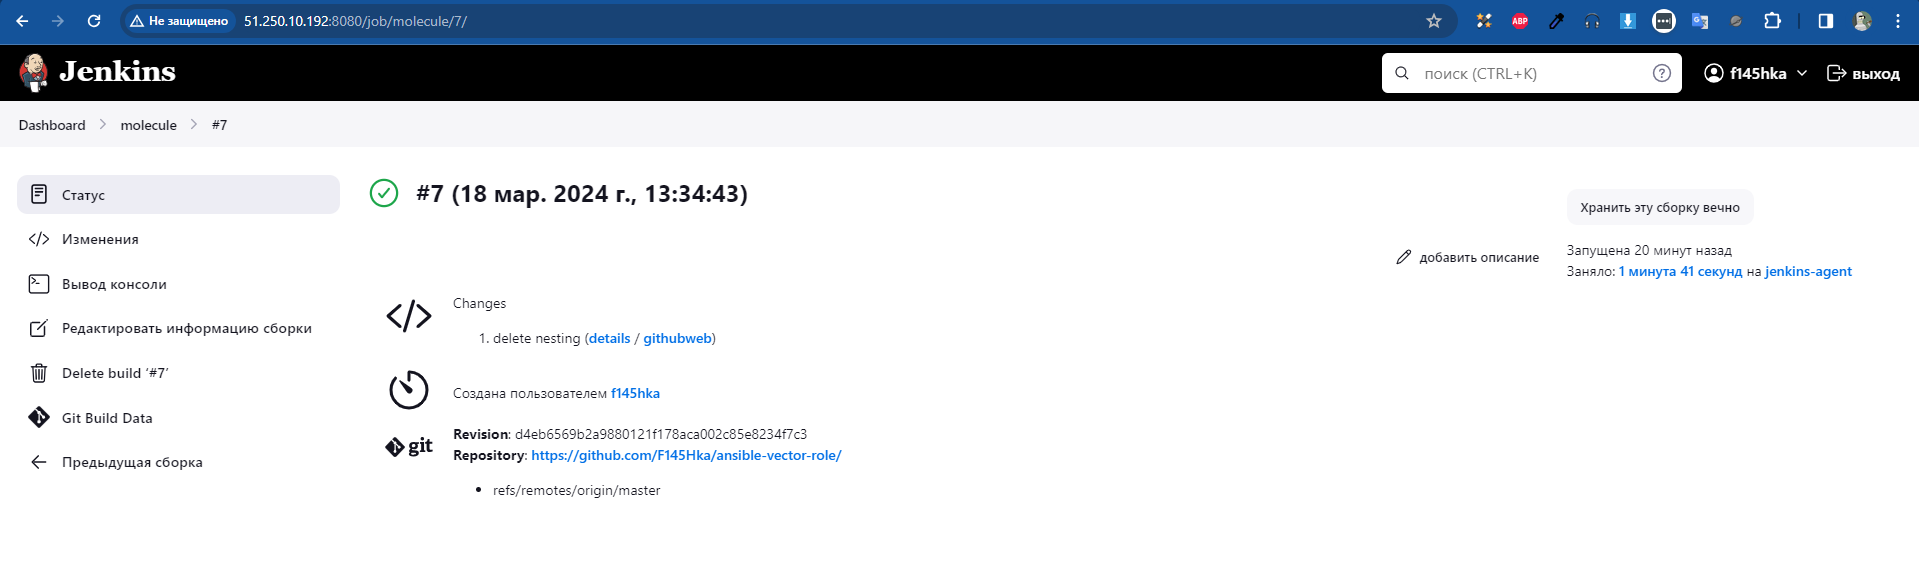 Не защищено 51.250.10.192:8080/job/molecule/7/
ABP
Jenkins
поиск (CTRL+K)
f145hka
выход
Dashboard molecule #7
Статус
Изменения
Вывод консоли
Редактировать информацию сборки
Delete build ‘#7’
Git Build Data
Предыдущая сборка
#7 (18 мар. 2024 г., 13:34:43)
Хранить эту сборку вечно
добавить описание
Запущена 20 минут назад
Заняло: 1 минута 41 секунд на jenkins-agent
Changes
1. delete nesting (details / githubweb)
Создана пользователем f145hka
git
Revision: d4eb6569b2a9880121f178aca002c85e8234f7c3
Repository: https://github.com/F145Hka/ansible-vector-role/
• refs/remotes/origin/master